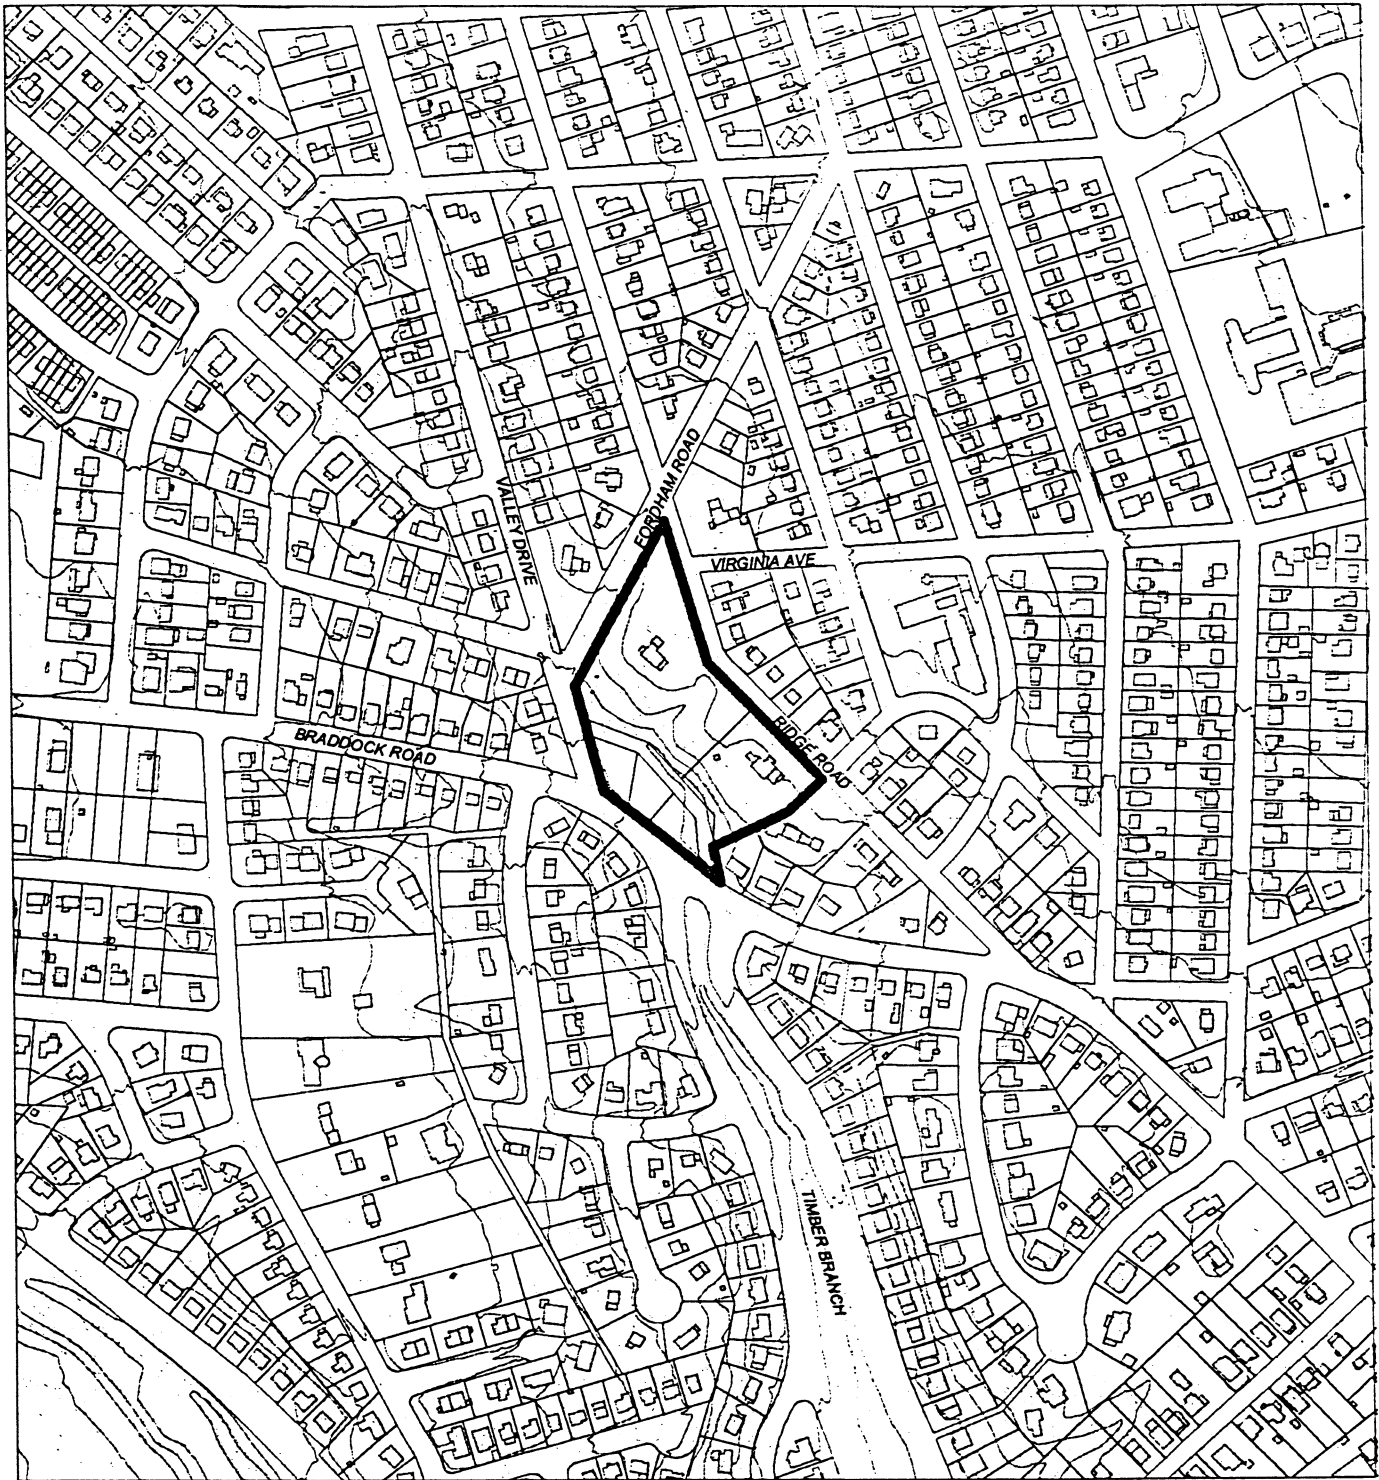 FORDHAM ROAD
VALLEY DRIVE
VIRGINIA AVE
RIDGE ROAD
BRADDOCK ROAD
TIMBER BRANCH